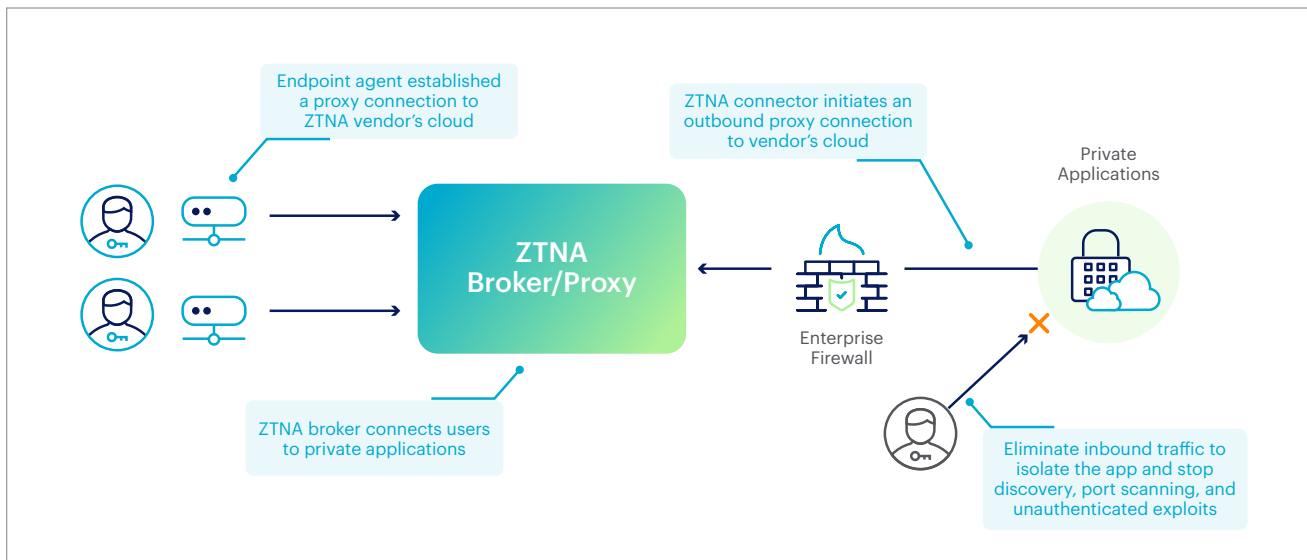 Endpoint agent established
a proxy connection to
ZTNA vendor's cloud
ZTNA connector initiates an
outbound proxy connection
to vendor's cloud
Private
Applications
ZTNA
Broker/Proxy
Enterprise
Firewall
ZTNA broker connects users
to private applications
Eliminate inbound traffic to
isolate the app and stop
discovery, port scanning, and
unauthenticated exploits